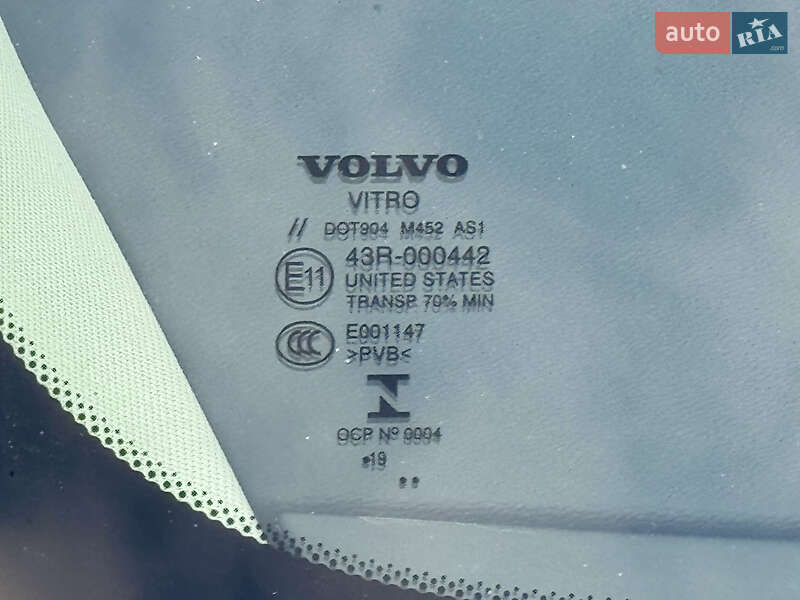 auto RIA.com
VOLVO
VITRO
// DOT904 M452 AS1
E11 43R-000442
UNITED STATES
TRANSP 70% MIN
CCC E001147
>PVB<
N
OCP Nº 0004
19